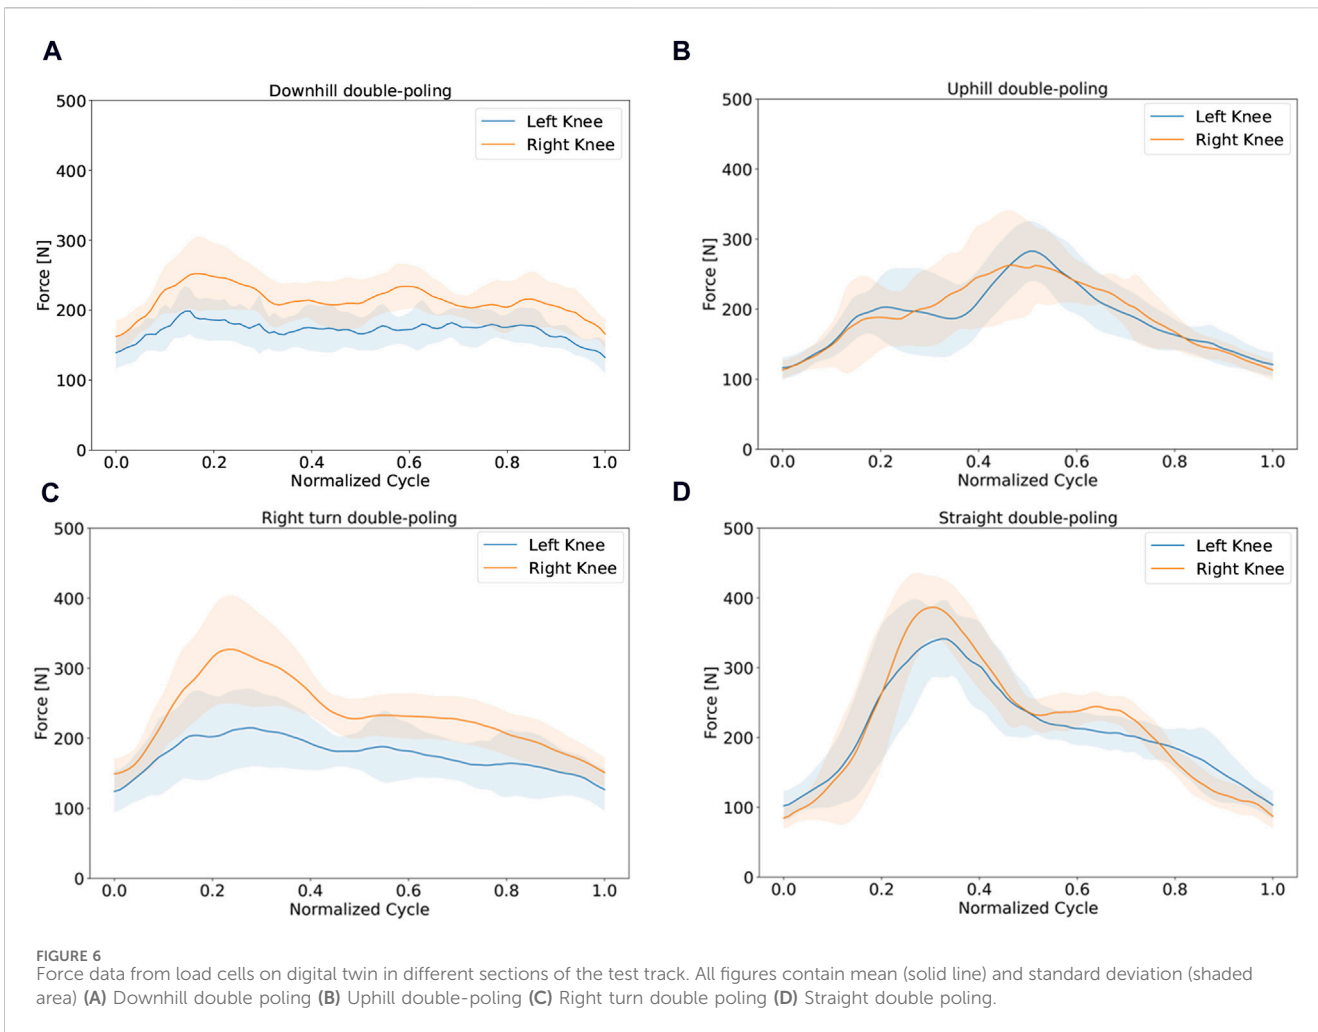 A
Downhill double-poling
500
400
300
200
100
0
Force [N]
Left Knee
Right Knee
0.0 0.2 0.4 0.6 0.8 1.0
Normalized Cycle
B
Uphill double-poling
500
400
300
200
100
0
Force [N]
Left Knee
Right Knee
0.0 0.2 0.4 0.6 0.8 1.0
Normalized Cycle
C
Right turn double-poling
500
400
300
200
100
0
Force [N]
Left Knee
Right Knee
0.0 0.2 0.4 0.6 0.8 1.0
Normalized Cycle
D
Straight double-poling
500
400
300
200
100
0
Force [N]
Left Knee
Right Knee
0.0 0.2 0.4 0.6 0.8 1.0
Normalized Cycle
FIGURE 6
Force data from load cells on digital twin in different sections of the test track. All figures contain mean (solid line) and standard deviation (shaded
area) (A) Downhill double poling (B) Uphill double-poling (C) Right turn double poling (D) Straight double poling.